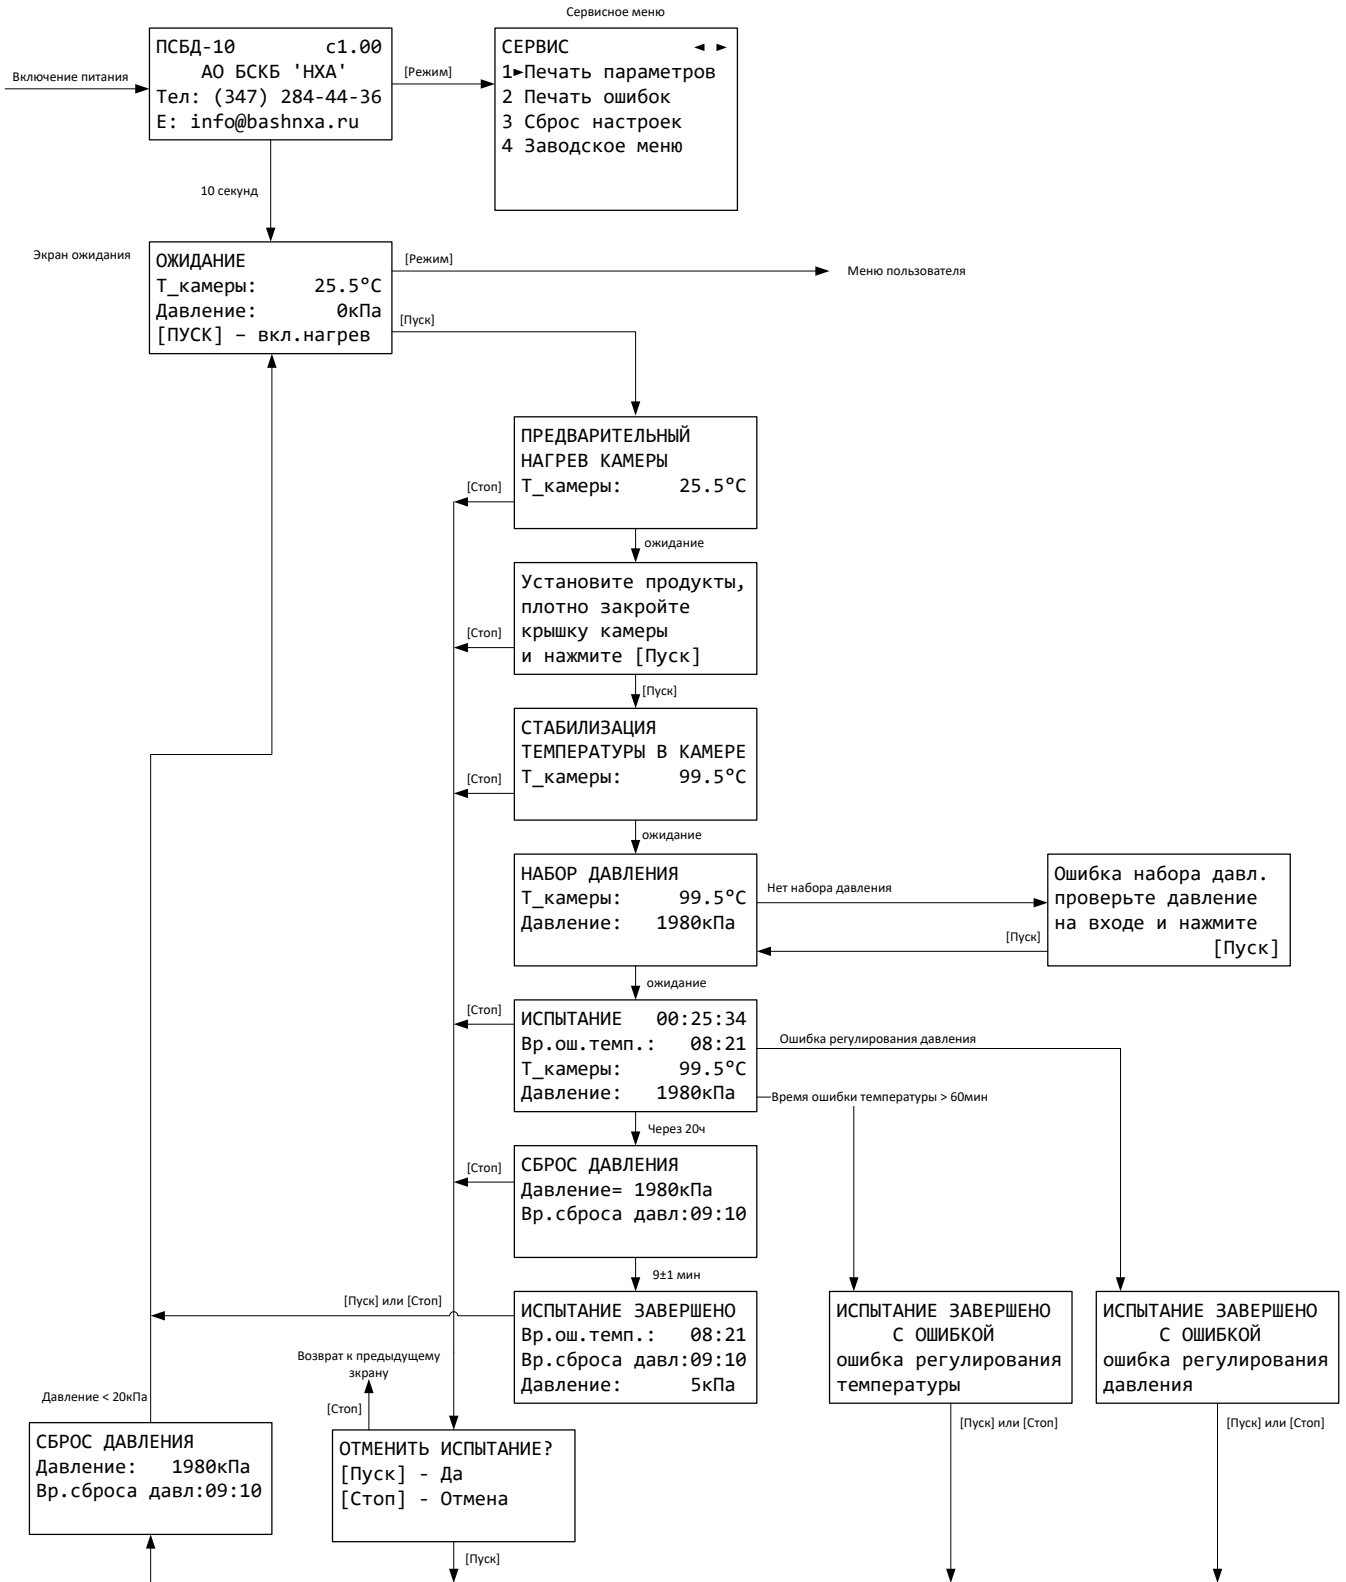 Сервисное меню
Включение питания
ПСБД-10 с1.00
АО БСКБ 'НХА'
Тел: (347) 284-44-36
E: info@bashnxa.ru
[Режим]
СЕРВИС ◄ ►
1►Печать параметров
2 Печать ошибок
3 Сброс настроек
4 Заводское меню
10 секунд
Экран ожидания
ОЖИДАНИЕ
Т_камеры: 25.5°С
Давление: 0кПа
[ПУСК] – вкл.нагрев
[Режим]
Меню пользователя
[Пуск]
ПРЕДВАРИТЕЛЬНЫЙ
НАГРЕВ КАМЕРЫ
Т_камеры: 25.5°С
[Стоп]
ожидание
Установите продукты,
плотно закройте
крышку камеры
и нажмите [Пуск]
[Стоп]
[Пуск]
СТАБИЛИЗАЦИЯ
ТЕМПЕРАТУРЫ В КАМЕРЕ
Т_камеры: 99.5°С
[Стоп]
ожидание
НАБОР ДАВЛЕНИЯ
Т_камеры: 99.5°С
Давление: 1980кПа
Нет набора давления
Ошибка набора давл.
проверьте давление
на входе и нажмите
[Пуск]
[Пуск]
ожидание
[Стоп]
ИСПЫТАНИЕ 00:25:34
Вр.ош.темп.: 08:21
Т_камеры: 99.5°С
Давление: 1980кПа
Ошибка регулирования давления
Время ошибки температуры > 60мин
Через 20ч
[Стоп]
СБРОС ДАВЛЕНИЯ
Давление= 1980кПа
Вр.сброса давл:09:10
9±1 мин
[Пуск] или [Стоп]
ИСПЫТАНИЕ ЗАВЕРШЕНО
Вр.ош.темп.: 08:21
Вр.сброса давл:09:10
Давление: 5кПа
ИСПЫТАНИЕ ЗАВЕРШЕНО
С ОШИБКОЙ
ошибка регулирования
температуры
ИСПЫТАНИЕ ЗАВЕРШЕНО
С ОШИБКОЙ
ошибка регулирования
давления
Возврат к предыдущему
зкрану
[Стоп]
Давление < 20кПа
СБРОС ДАВЛЕНИЯ
Давление: 1980кПа
Вр.сброса давл:09:10
ОТМЕНИТЬ ИСПЫТАНИЕ?
[Пуск] - Да
[Стоп] - Отмена
[Пуск] или [Стоп]
[Пуск] или [Стоп]
[Пуск]